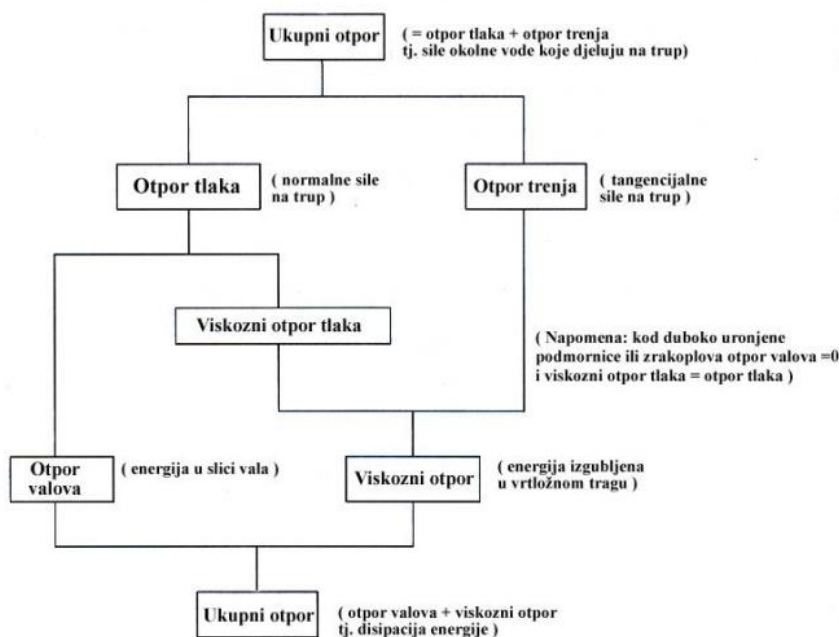 Ukupni otpor
( = otpor tlaka + otpor trenja
tj. sile okolne vode koje djeluju na trup)
Otpor tlaka
( normalne sile
na trup )
Otpor trenja
( tangencijalne
sile na trup )
Viskozni otpor tlaka
( Napomena: kod duboko uronjene
podmornice ili zrakoplova otpor valova =0
i viskozni otpor tlaka = otpor tlaka )
Otpor
valova
( energija u slici vala )
Viskozni otpor
( energija izgubljena
u vrtložnom tragu )
Ukupni otpor
( otpor valova + viskozni otpor
tj. disipacija energije )